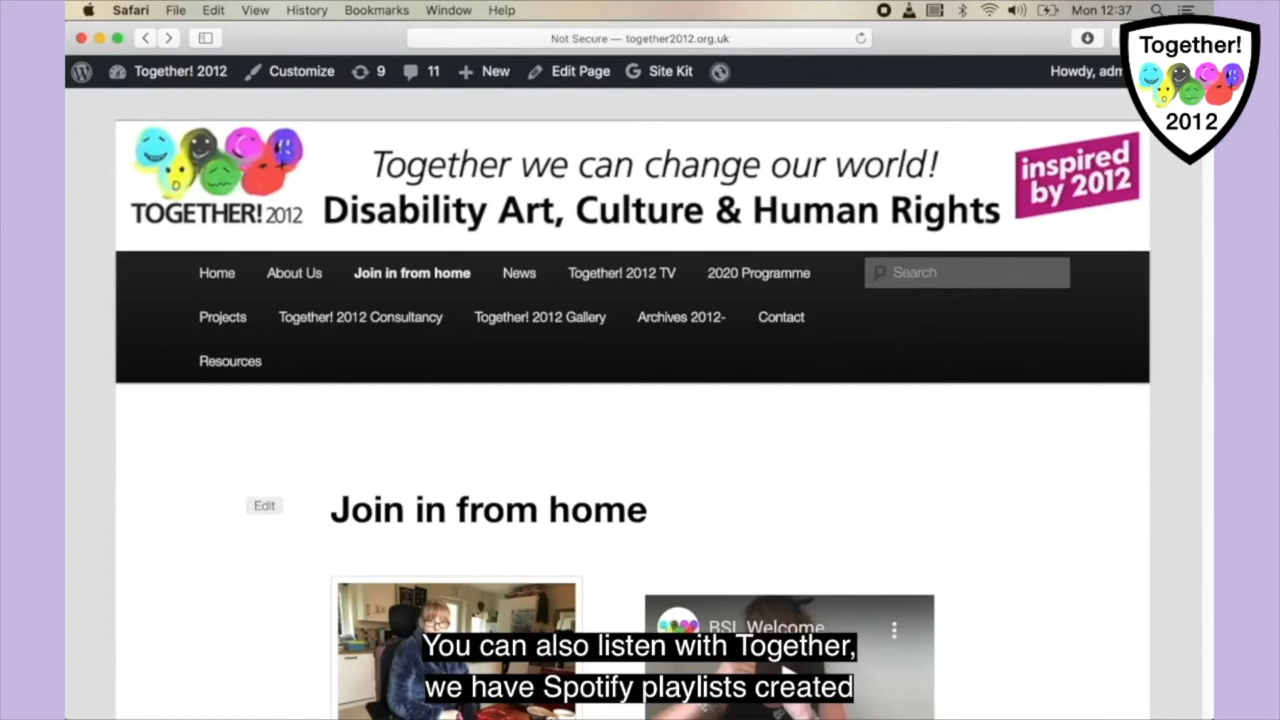 Safari File Edit View History Bookmarks Window Help Mon 12:37
Not Secure — together2012.org.uk
Together! 2012 Customize 9 11 New Edit Page Site Kit Howdy, adm
Together!
2012
Together we can change our world!
TOGETHER! 2012 Disability Art, Culture & Human Rights
inspired
by 2012
Home About Us Join in from home News Together! 2012 TV 2020 Programme Search
Projects Together! 2012 Consultancy Together! 2012 Gallery Archives 2012- Contact
Resources
Edit Join in from home
BSL Welcome
You can also listen with Together,
we have Spotify playlists created